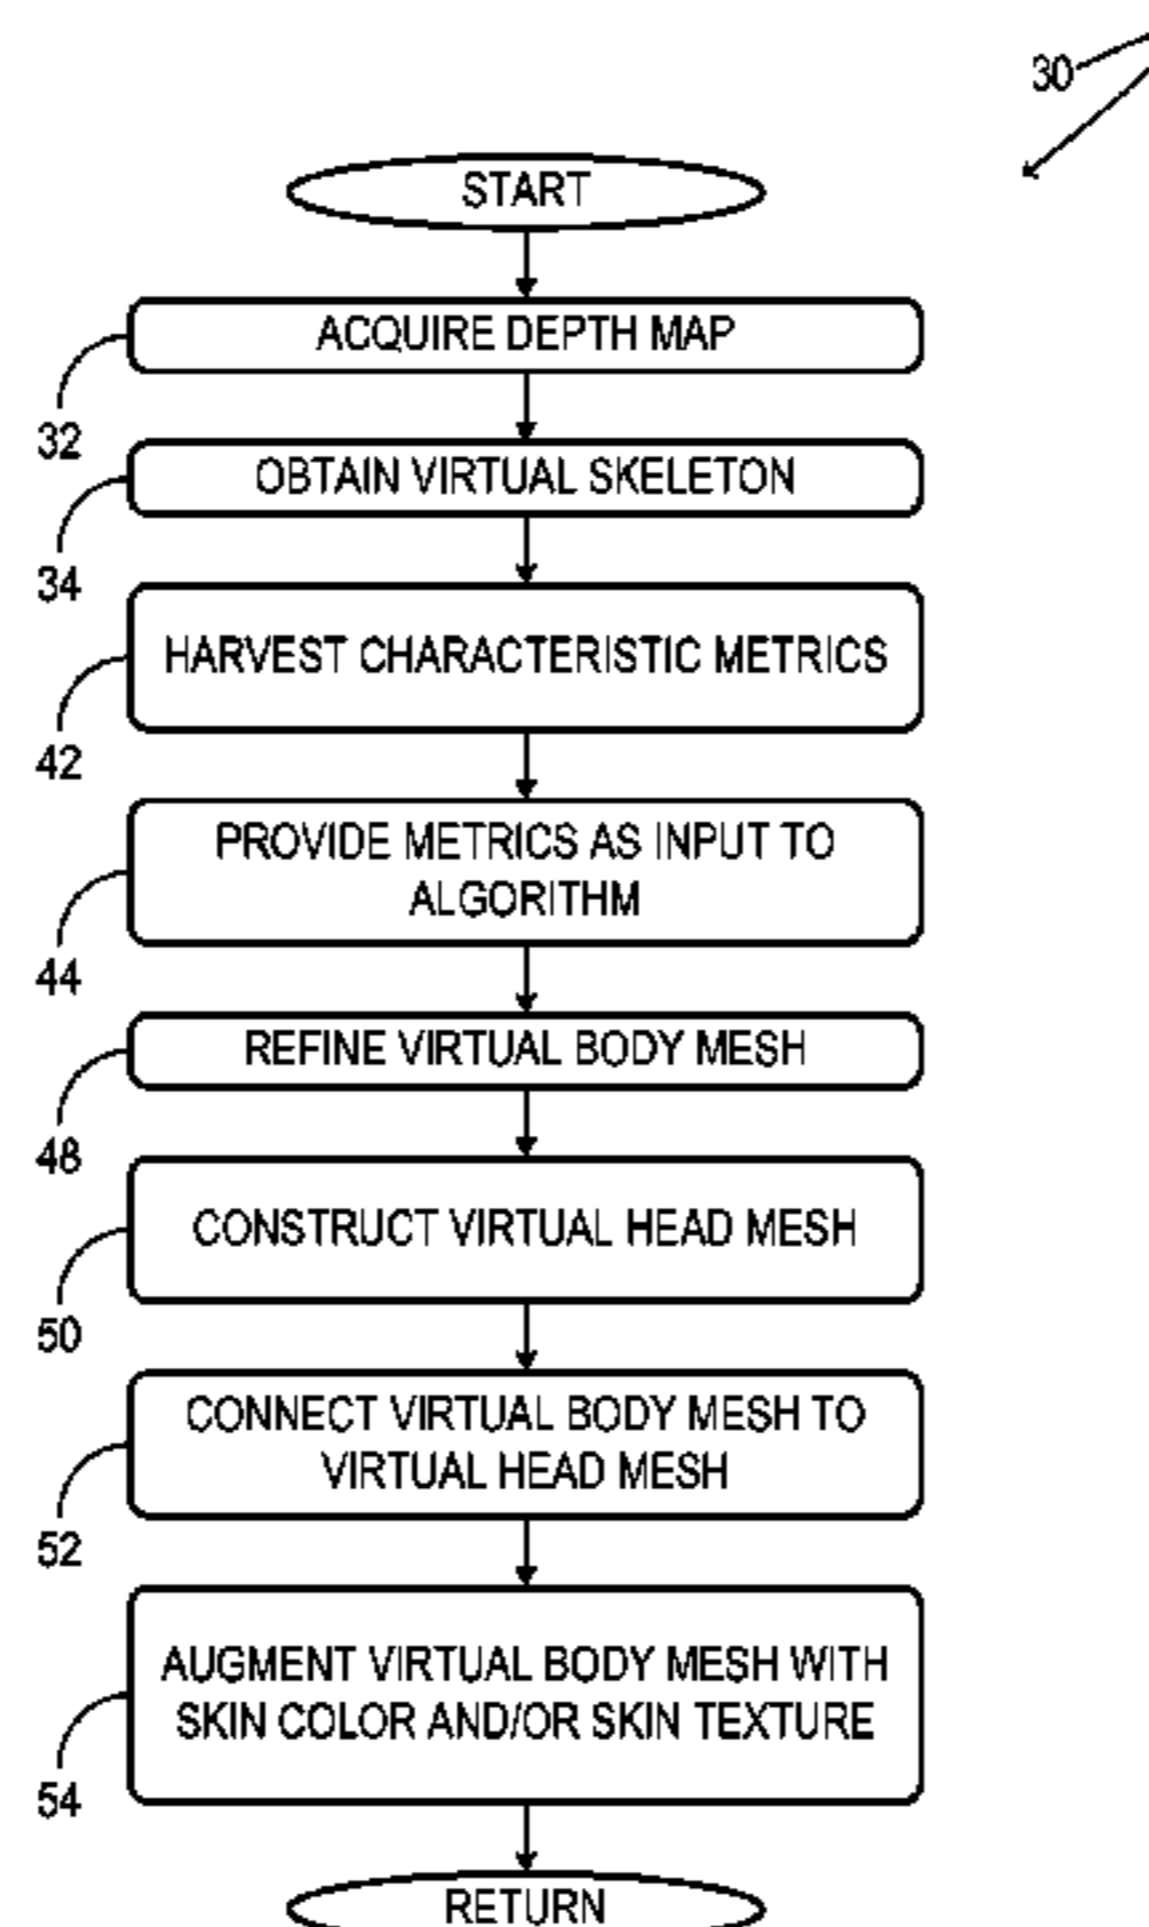 30
START
ACQUIRE DEPTH MAP
32
OBTAIN VIRTUAL SKELETON
34
HARVEST CHARACTERISTIC METRICS
42
PROVIDE METRICS AS INPUT TO
ALGORITHM
44
REFINE VIRTUAL BODY MESH
48
CONSTRUCT VIRTUAL HEAD MESH
50
CONNECT VIRTUAL BODY MESH TO
VIRTUAL HEAD MESH
52
AUGMENT VIRTUAL BODY MESH WITH
SKIN COLOR AND/OR SKIN TEXTURE
54
RETURN